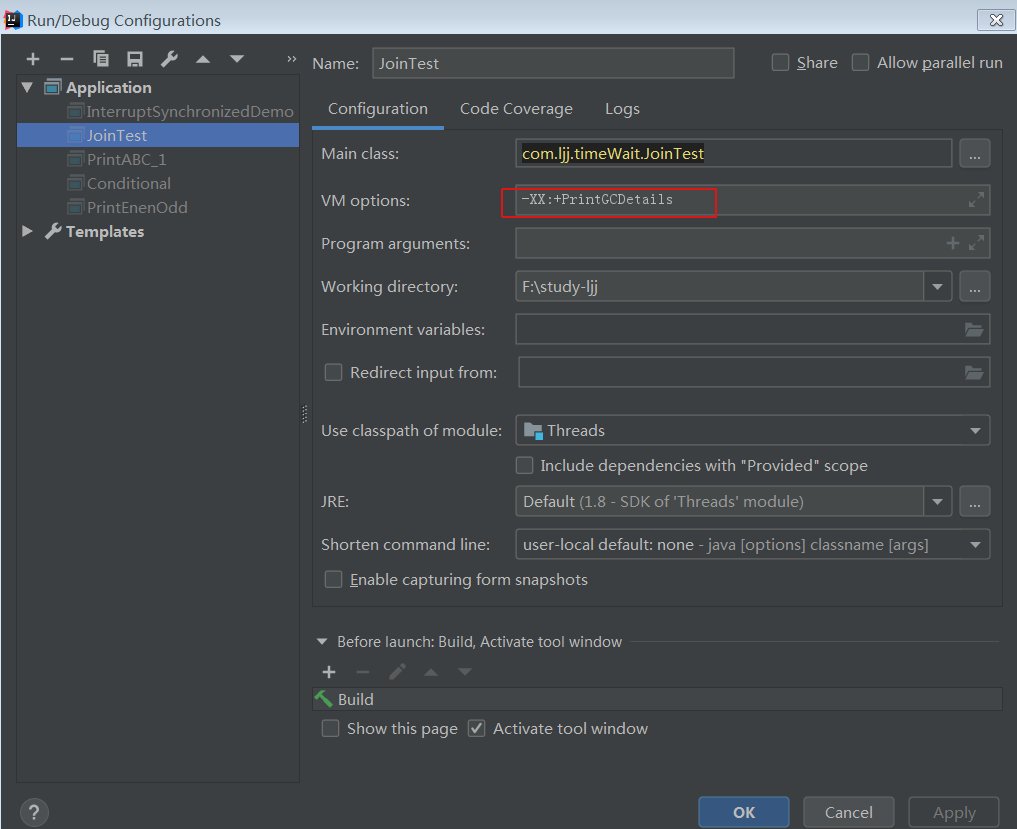 Run/Debug Configurations
Name: JoinTest Share Allow parallel run
Application
InterruptSynchronizedDemo
JoinTest
PrintABC_1
Conditional
PrintEnenOdd
Templates
Configuration Code Coverage Logs
Main class: com.ljj.timeWait.JoinTest ...
VM options: -XX:+PrintGCDetails
Program arguments:
Working directory: F:\study-ljj ...
Environment variables:
Redirect input from:
Use classpath of module: Threads
Include dependencies with "Provided" scope
JRE: Default (1.8 - SDK of 'Threads' module) ...
Shorten command line: user-local default: none - java [options] classname [args]
Enable capturing form snapshots
Before launch: Build, Activate tool window
Build
Show this page Activate tool window
? OK Cancel Apply